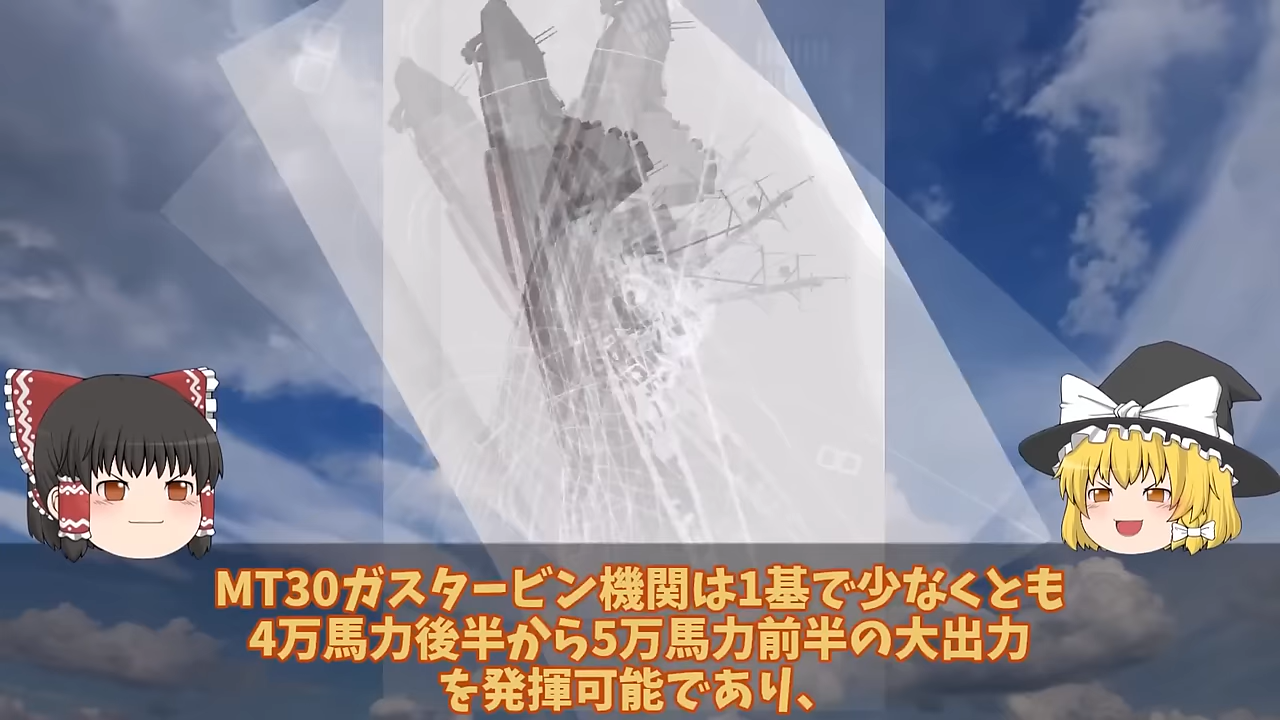 MT30ガスタービン機関は1基で少なくとも
4万馬力後半から5万馬力前半の大出力
を発揮可能であり、